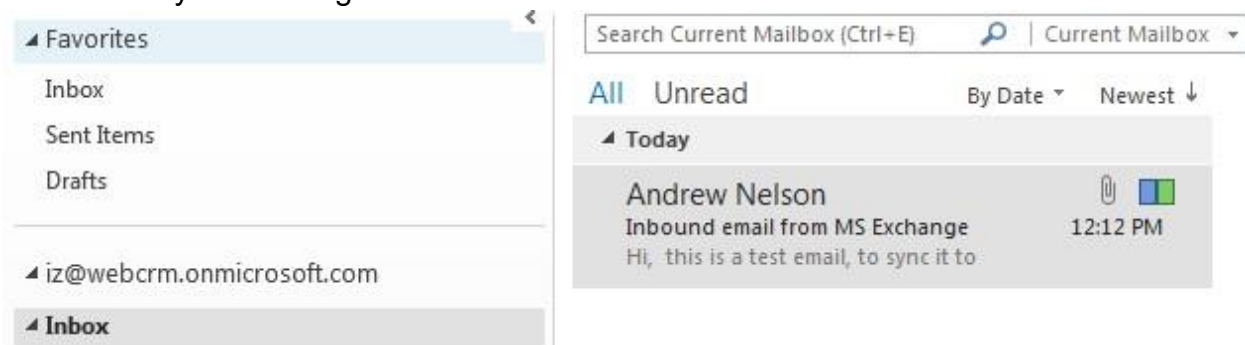 Favorites
Inbox
Sent Items
Drafts
iz@webcrm.onmicrosoft.com
Inbox
Search Current Mailbox (Ctrl+E) Current Mailbox
All Unread By Date Newest
Today
Andrew Nelson
Inbound email from MS Exchange 12:12 PM
Hi, this is a test email, to sync it to